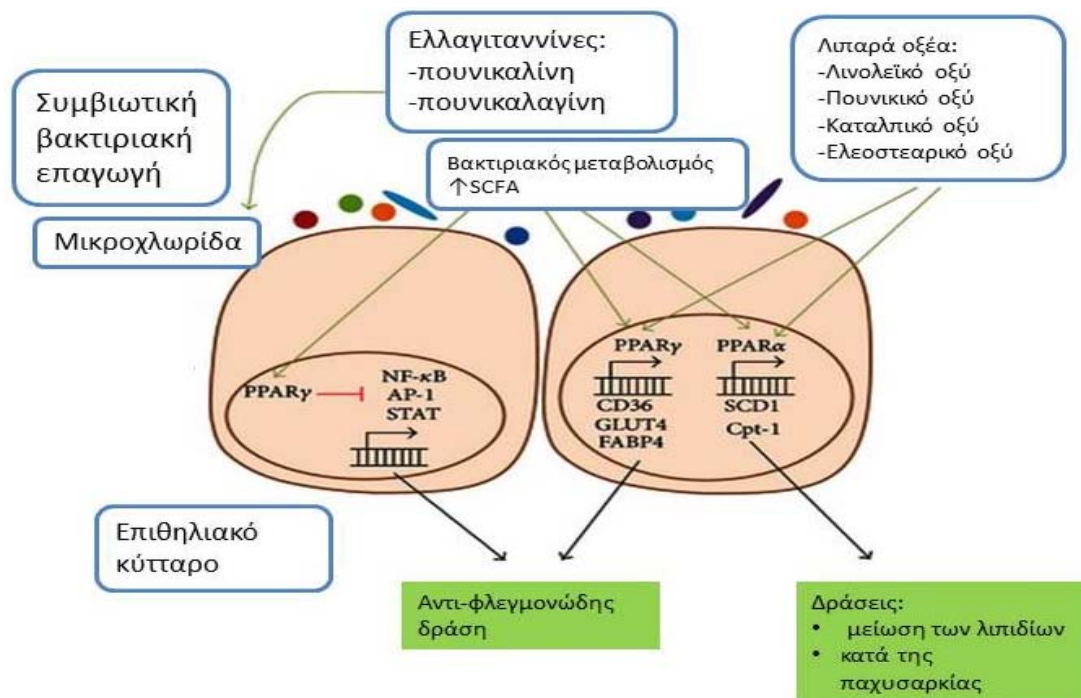 Ελλαγιταννίνες:
-πουνικαλίνη
-πουνικαλαγίνη
Λιπαρά οξέα:
-Λινολεϊκό οξύ
-Πουνικικό οξύ
-Καταλπικό οξύ
-Ελεοστεαρικό οξύ
Συμβιωτική
βακτιριακή
επαγωγή
Βακτιριακός μεταβολισμός
↑SCFA
Μικροχλωρίδα
PPARγ
NF-κB
AP-1
STAT
PPARγ
CD36
GLUT4
FABP4
PPARα
SCD1
Cpt-1
Επιθηλιακό
κύτταρο
Αντι-φλεγμονώδης
δράση
Δράσεις:
• μείωση των λιπιδίων
• κατά της
παχυσαρκίας